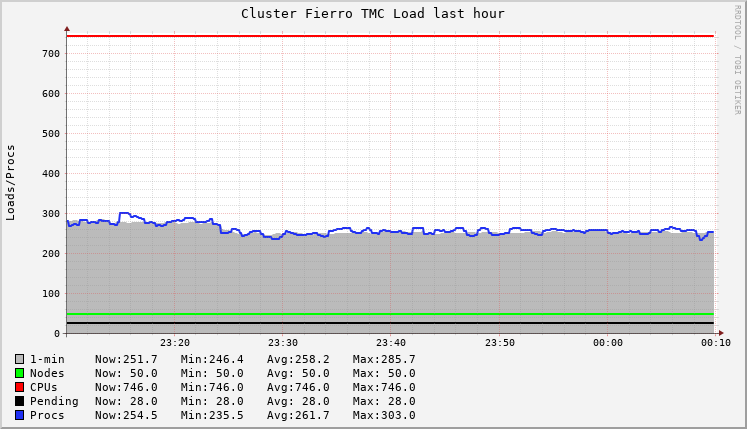 Cluster Fierro TMC Load last hour
RRDTOOL / TOBI OETIKER
Loads/Procs
700
600
500
400
300
200
100
0
23:20 23:30 23:40 23:50 00:00 00:10
1-min Now:251.7 Min:246.4 Avg:258.2 Max:285.7
Nodes Now: 50.0 Min: 50.0 Avg: 50.0 Max: 50.0
CPUs Now:746.0 Min:746.0 Avg:746.0 Max:746.0
Pending Now: 28.0 Min: 28.0 Avg: 28.0 Max: 28.0
Procs Now:254.5 Min:235.5 Avg:261.7 Max:303.0